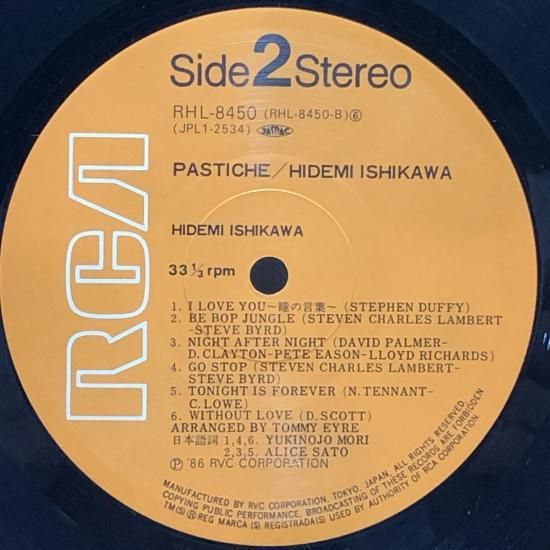 Side 2 Stereo
RHL-8450 (RHL-8450-B)⑥
(JPL1-2534) JASRAC
PASTICHE/HIDEMI ISHIKAWA
HIDEMI ISHIKAWA
33 1/3 rpm
1. I LOVE YOU〜瞳の言葉〜 (STEPHEN DUFFY)
2. BE BOP JUNGLE (STEVEN CHARLES LAMBERT
-STEVE BYRD)
3. NIGHT AFTER NIGHT (DAVID PALMER-
D. CLAYTON-PETE EASON-LLOYD RICHARDS)
4. GO STOP (STEVEN CHARLES LAMBERT-
STEVE BYRD)
5. TONIGHT IS FOREVER (N. TENNANT-
C. LOWE)
6. WITHOUT LOVE (D. SCOTT)
ARRANGED BY TOMMY EYRE
日本語詞 1,4,6. YUKINOJO MORI
2,3,5. ALICE SATO
Ⓟ '86 RVC CORPORATION
MANUFACTURED BY RVC CORPORATION, TOKYO, JAPAN, ALL RIGHTS RESERVED,
COPYING PUBLIC PERFORMANCE, BROADCASTING OF THESE RECORDS ARE FORBIDDEN
TM(S) ® REG MARCA(S) REGISTRADA(S) USED BY AUTHORITY OF RCA CORPORATION.
RCA